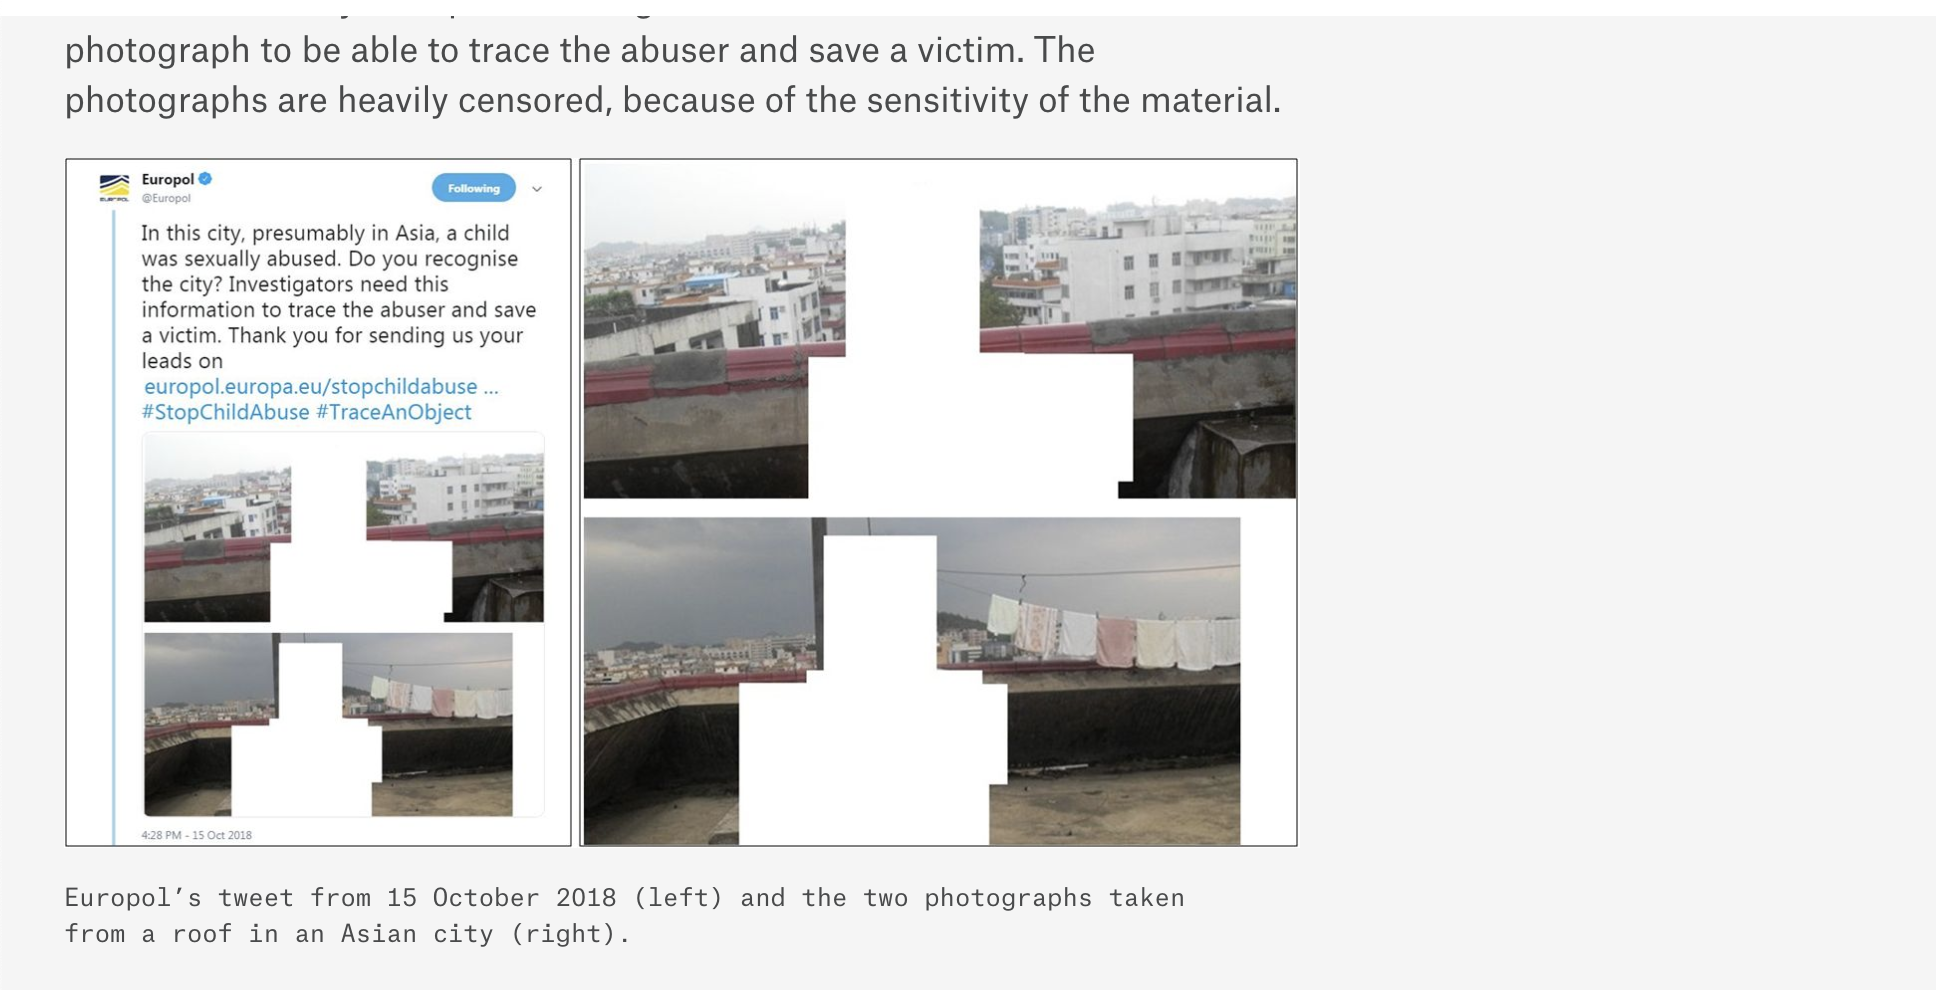 photograph to be able to trace the abuser and save a victim. The
photographs are heavily censored, because of the sensitivity of the material.
Europol
@Europol
Following
EUROPOL
In this city, presumably in Asia, a child
was sexually abused. Do you recognise
the city? Investigators need this
information to trace the abuser and save
a victim. Thank you for sending us your
leads on
europol.europa.eu/stopchildabuse ...
#StopChildAbuse #TraceAnObject
4:28 PM - 15 Oct 2018
Europol’s tweet from 15 October 2018 (left) and the two photographs taken
from a roof in an Asian city (right).